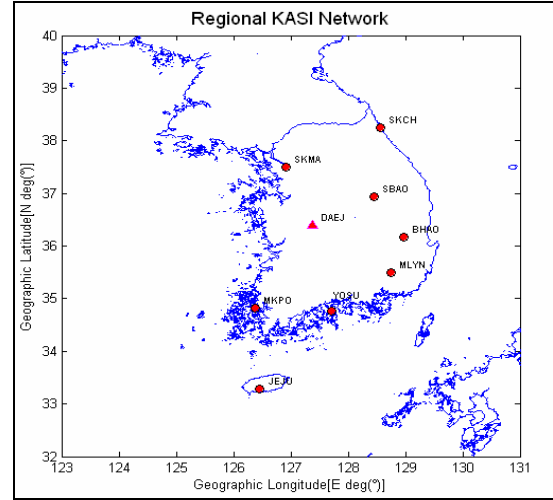 Regional KASI Network
40
39
38
37
36
35
34
33
32
Geographic Latitude[N deg(°)]
SKCH
SKMA
SBAO
DAEJ
BHAO
MLYN
MKPO
YOSU
JEJU
123 124 125 126 127 128 129 130 131
Geographic Longitude[E deg(°)]